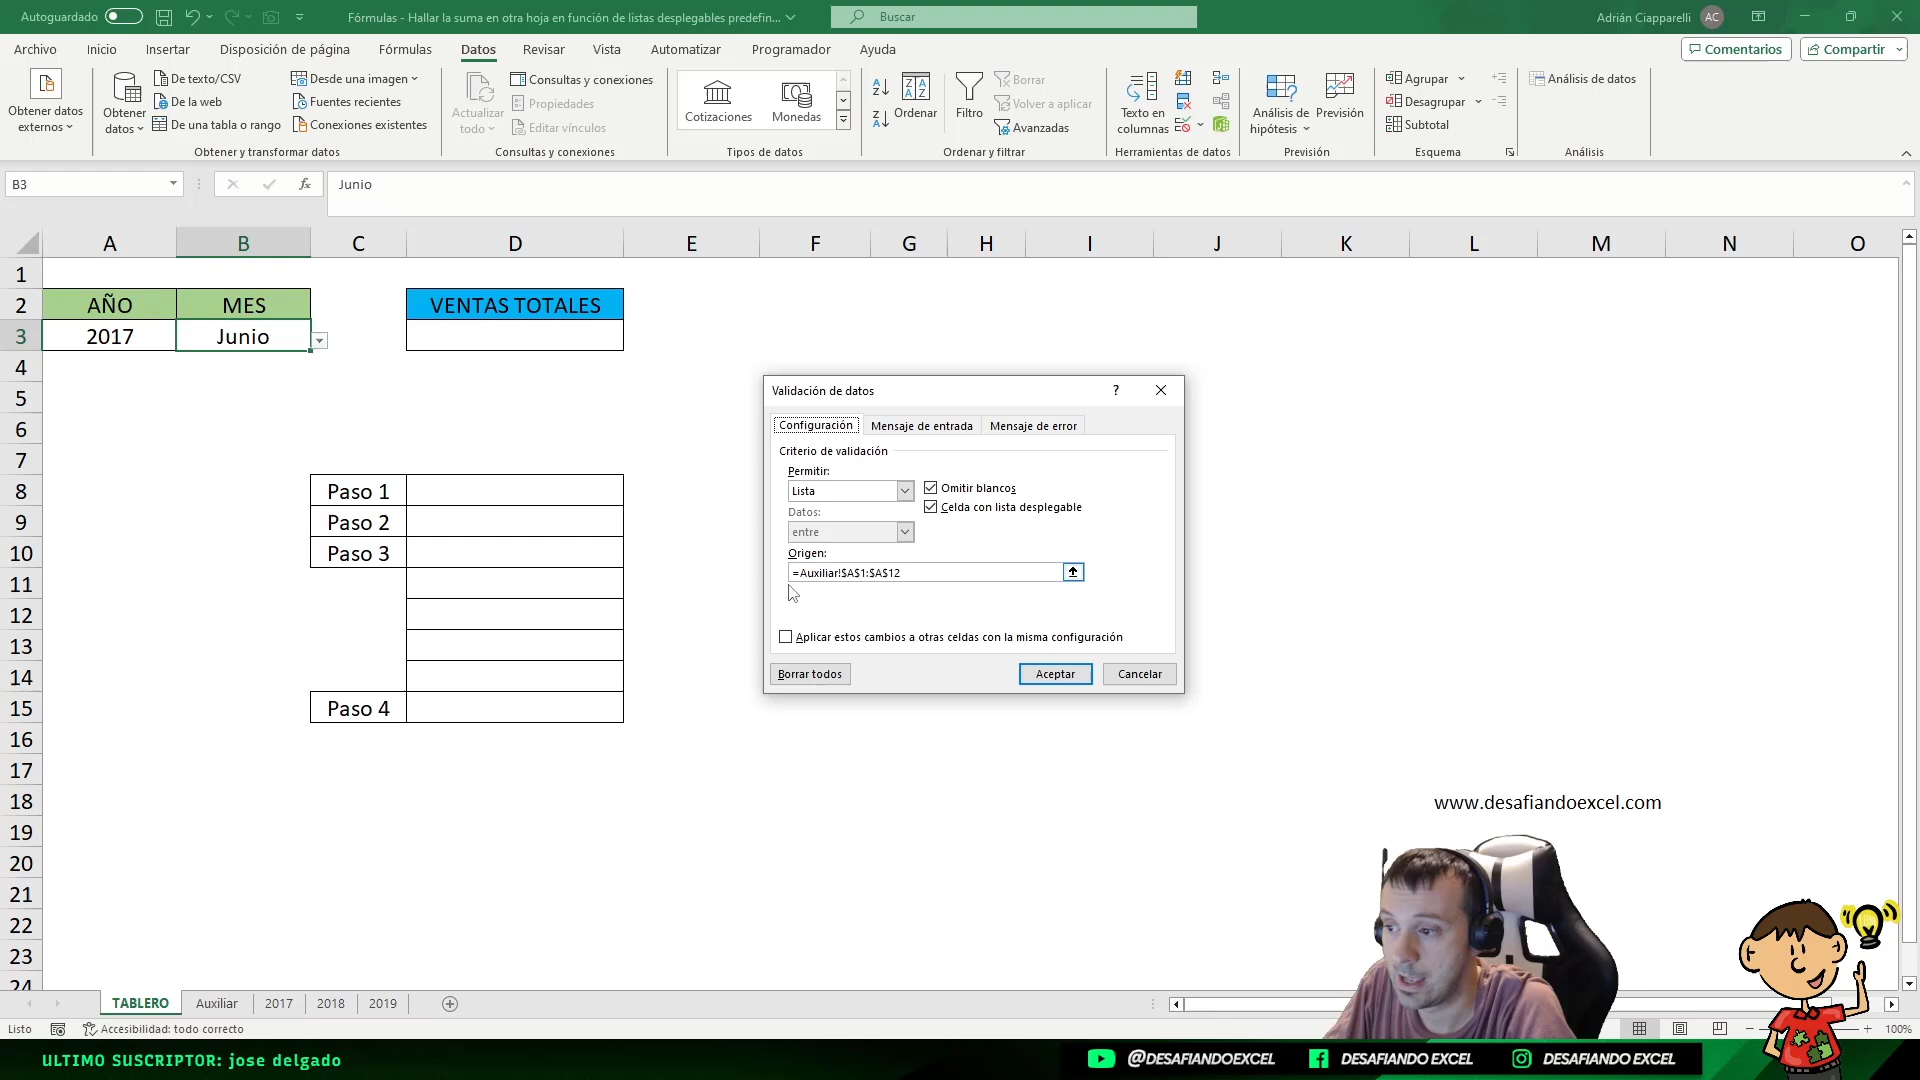 Autoguardado
Fórmulas - Hallar la suma en otra hoja en función de listas desplegables predefin...
Buscar
Adrián Ciapparelli AC
Archivo Inicio Insertar Disposición de página Fórmulas Datos Revisar Vista Automatizar Programador Ayuda
Comentarios Compartir
Obtener datos externos
Obtener datos
De texto/CSV
De la web
De una tabla o rango
Desde una imagen
Fuentes recientes
Conexiones existentes
Obtener y transformar datos
Actualizar todo
Consultas y conexiones
Propiedades
Editar vínculos
Consultas y conexiones
Cotizaciones Monedas
Tipos de datos
Ordenar
Filtro
Borrar
Volver a aplicar
Avanzadas
Ordenar y filtrar
Texto en columnas
Herramientas de datos
Análisis de hipótesis
Previsión
Previsión
Agrupar
Desagrupar
Subtotal
Esquema
Análisis de datos
Análisis
B3 fx Junio
A B C D E F G H I J K L M N O
1
2 AÑO MES VENTAS TOTALES
3 2017 Junio
4
5
6
7
8 Paso 1
9 Paso 2
10 Paso 3
11
12
13
14
15 Paso 4
16
17
18
19
20
21
22
23
24
Validación de datos ?
Configuración Mensaje de entrada Mensaje de error
Criterio de validación
Permitir:
Lista
Omitir blancos
Celda con lista desplegable
Datos:
entre
Origen:
=Auxiliar!$A$1:$A$12
Aplicar estos cambios a otras celdas con la misma configuración
Borrar todos Aceptar Cancelar
www.desafiandoexcel.com
TABLERO Auxiliar 2017 2018 2019
Listo Accesibilidad: todo correcto 100%
ULTIMO SUSCRIPTOR: jose delgado
@DESAFIANDOEXCEL DESAFIANDO EXCEL DESAFIANDO EXCEL